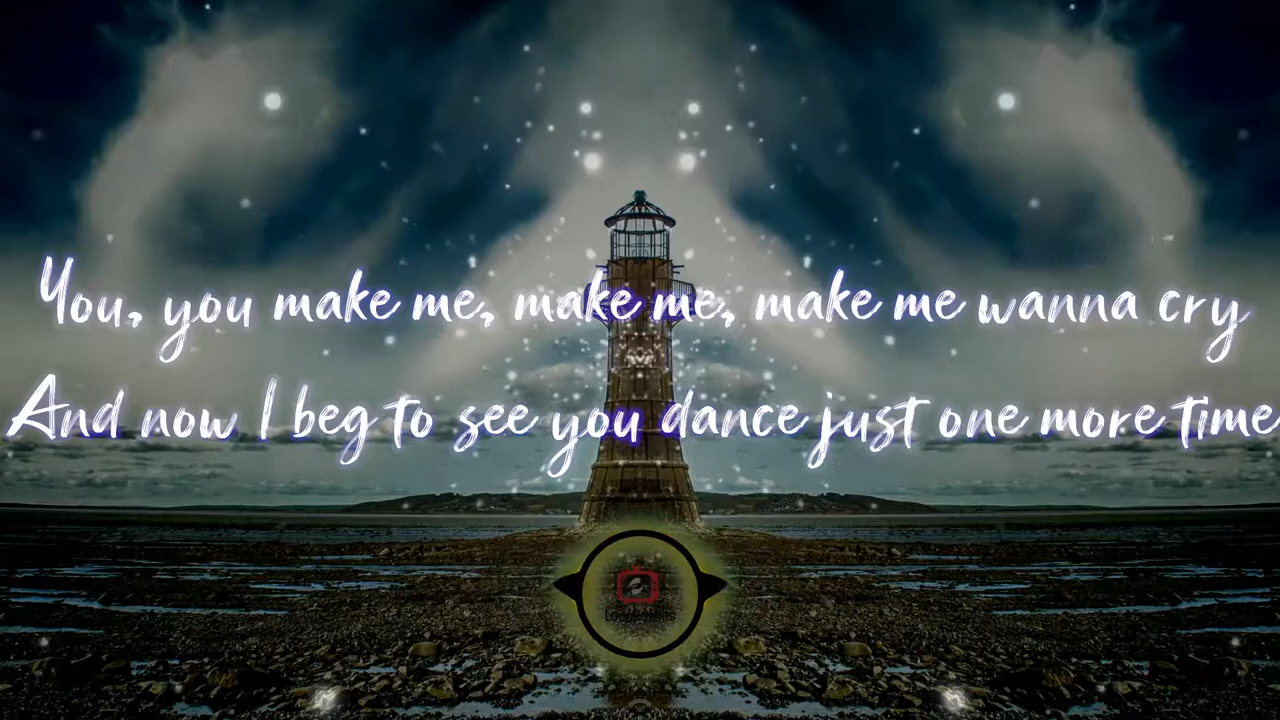 You, you make me, make me, make me wanna cry
And now I beg to see you dance just one more time